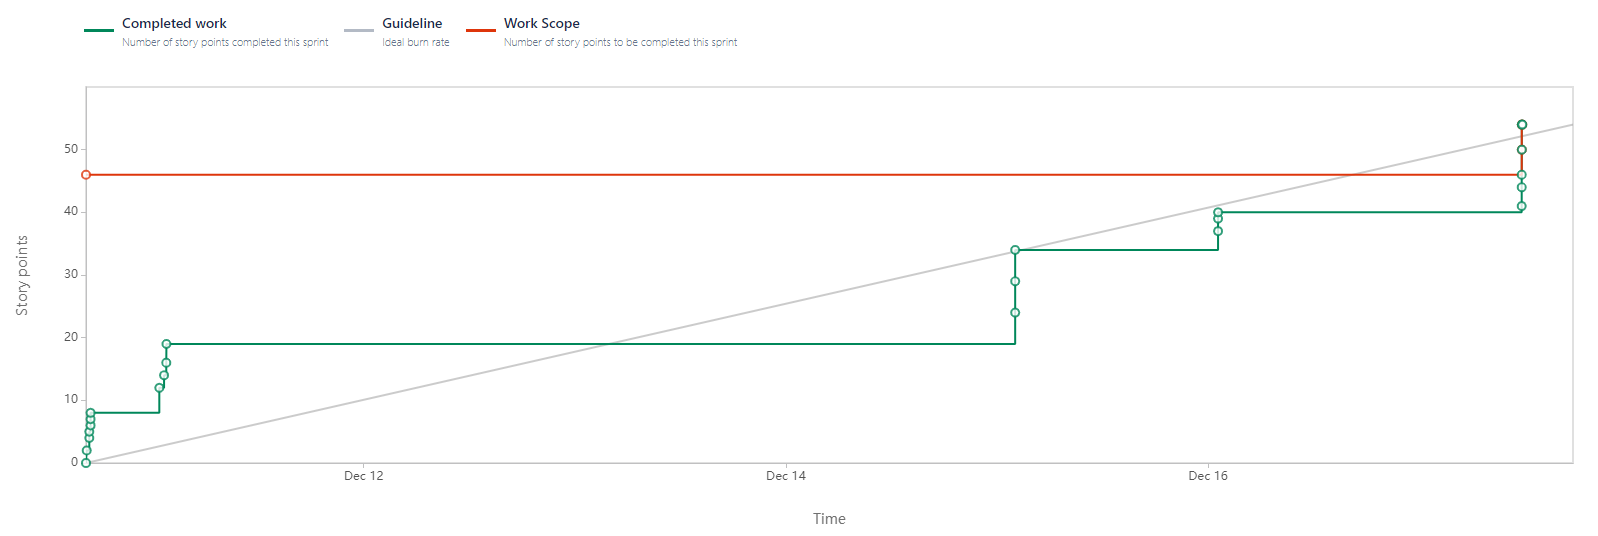 Completed work
Number of story points completed this sprint
Guideline
Ideal burn rate
Work Scope
Number of story points to be completed this sprint
50
40
30
20
10
0
Story points
Dec 12
Dec 14
Dec 16
Time